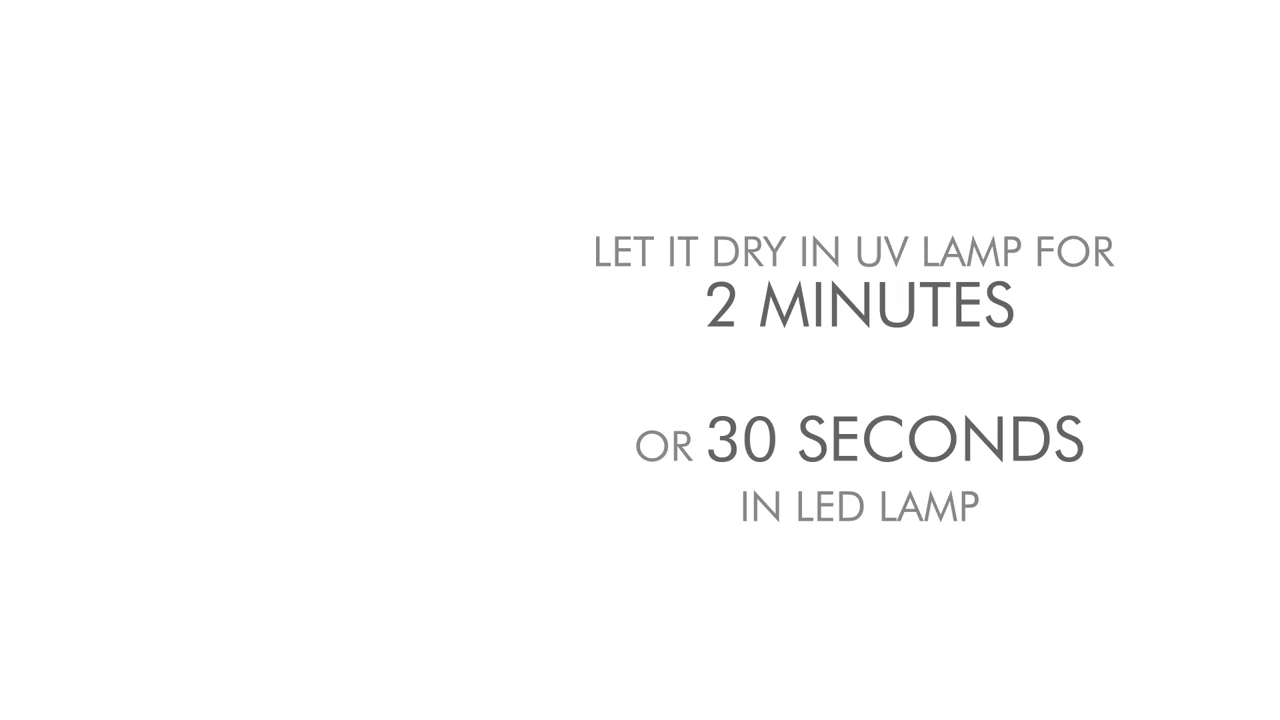 LET IT DRY IN UV LAMP FOR
2 MINUTES
OR 30 SECONDS
IN LED LAMP